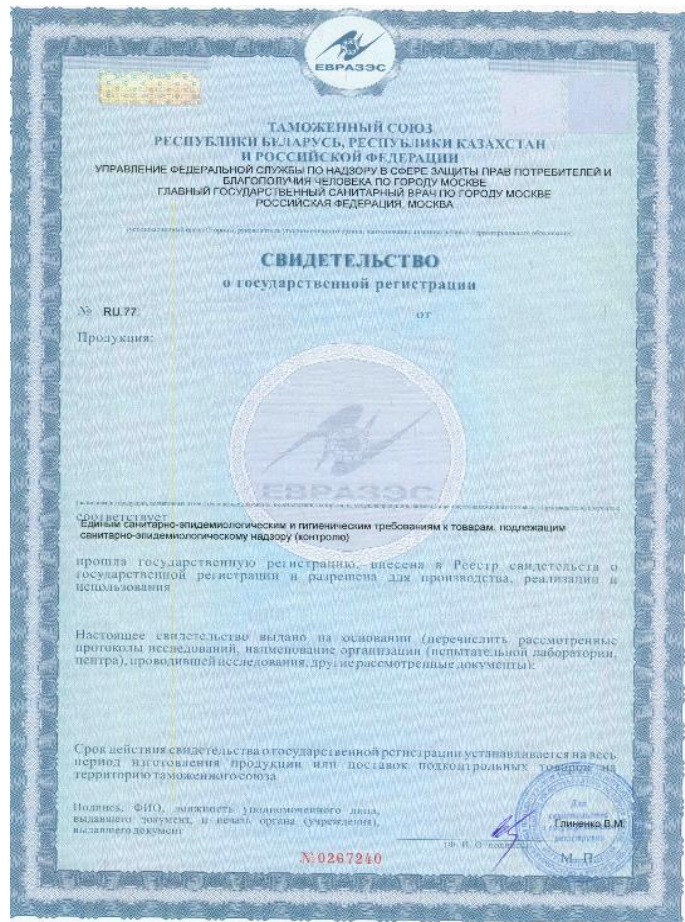 ЕВРАЗЭС
ТАМОЖЕННЫЙ СОЮЗ
РЕСПУБЛИКИ БЕЛАРУСЬ, РЕСПУБЛИКИ КАЗАХСТАН
И РОССИЙСКОЙ ФЕДЕРАЦИИ
УПРАВЛЕНИЕ ФЕДЕРАЛЬНОЙ СЛУЖБЫ ПО НАДЗОРУ В СФЕРЕ ЗАЩИТЫ ПРАВ ПОТРЕБИТЕЛЕЙ И
БЛАГОПОЛУЧИЯ ЧЕЛОВЕКА ПО ГОРОДУ МОСКВЕ
ГЛАВНЫЙ ГОСУДАРСТВЕННЫЙ САНИТАРНЫЙ ВРАЧ ПО ГОРОДУ МОСКВЕ
РОССИЙСКАЯ ФЕДЕРАЦИЯ, МОСКВА
СВИДЕТЕЛЬСТВО
о государственной регистрации
№ RU.77. от
Продукция:
ЕВРАЗЭС
соответствует
Единым санитарно-эпидемиологическим и гигиеническим требованиям к товарам, подлежащим
санитарно-эпидемиологическому надзору (контролю)
прошла государственную регистрацию, внесена в Реестр свидетельств о
государственной регистрации и разрешена для производства, реализации и
использования
Настоящее свидетельство выдано на основании (перечислить рассмотренные
протоколы исследований, наименование организации (испытательной лаборатории,
центра), проводившей исследования, другие рассмотренные документы):
Срок действия свидетельства о государственной регистрации устанавливается на весь
период изготовления продукции или поставок подконтрольных товаров на
территорию таможенного союза
Подпись, ФИО, должность уполномоченного лица,
выдавшего документ, и печать органа (учреждения),
выдавшего документ
Для
Глиненко В.М.
(Ф. И. О./подпись)
М. П.
№0267240